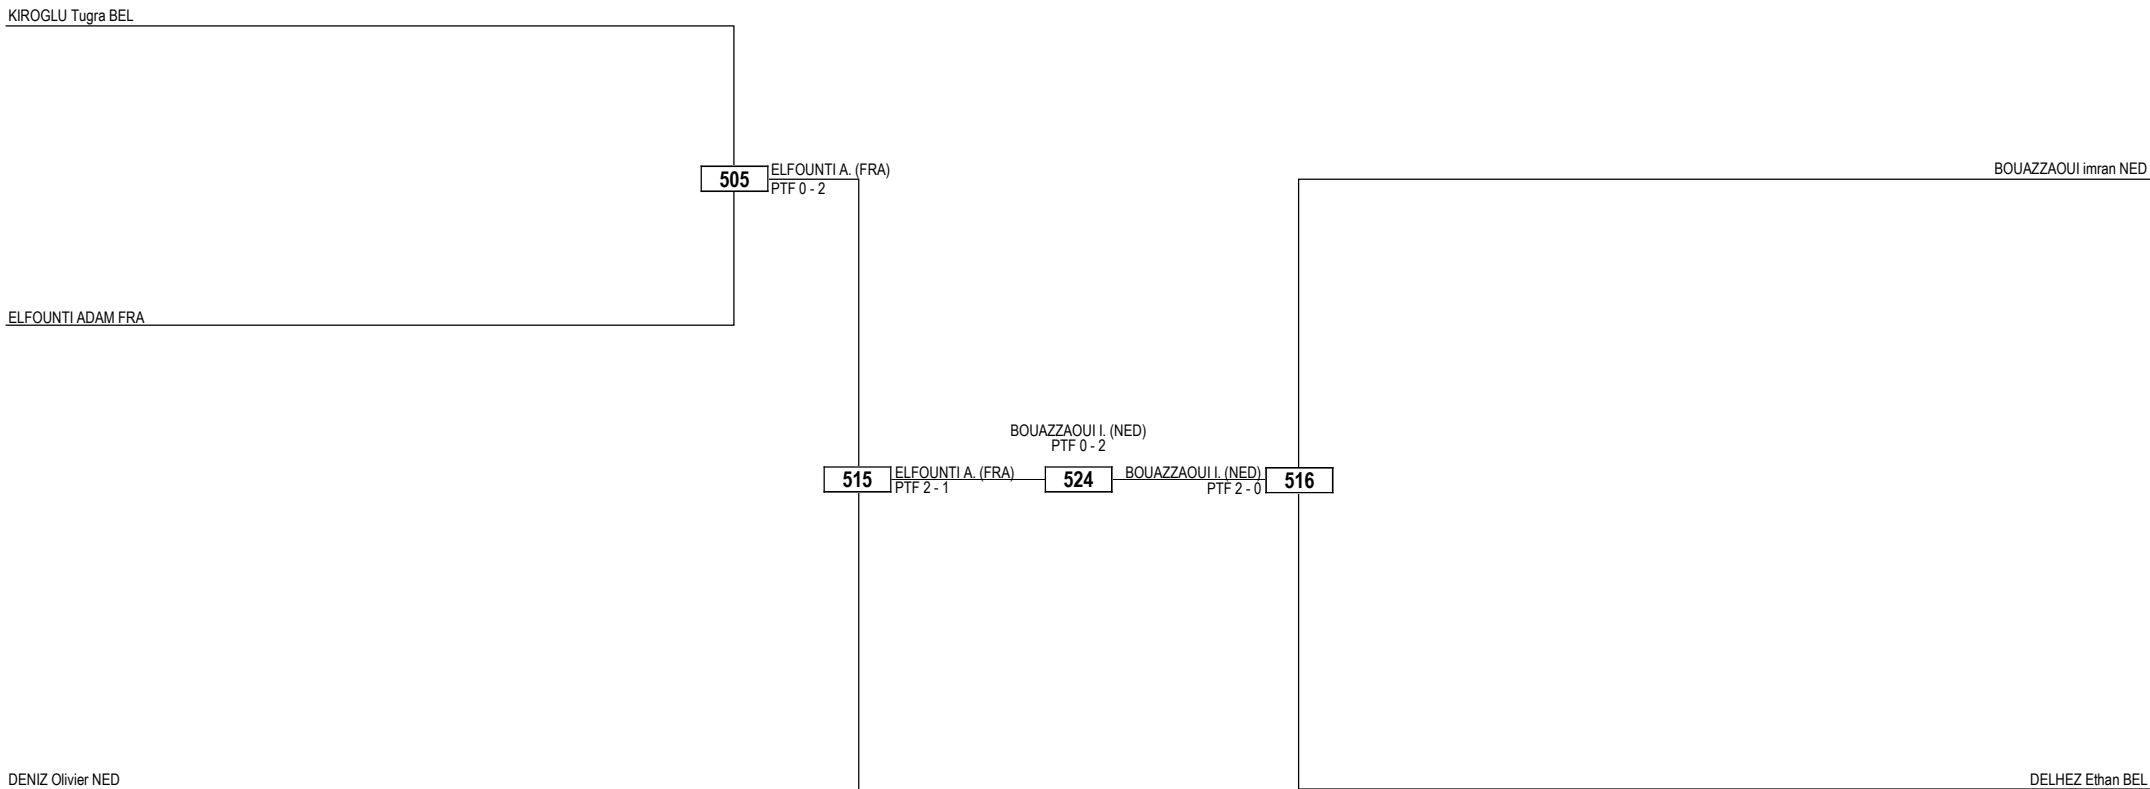 KIROGLU Tugra BEL
505
ELFOUNTI A. (FRA)
PTF 0 - 2
BOUAZZAOUI imran NED
ELFOUNTI ADAM FRA
BOUAZZAOUI I. (NED)
PTF 0 - 2
515
ELFOUNTI A. (FRA)
PTF 2 - 1
524
BOUAZZAOUI I. (NED)
PTF 2 - 0
516
DENIZ Olivier NED
DELHEZ Ethan BEL